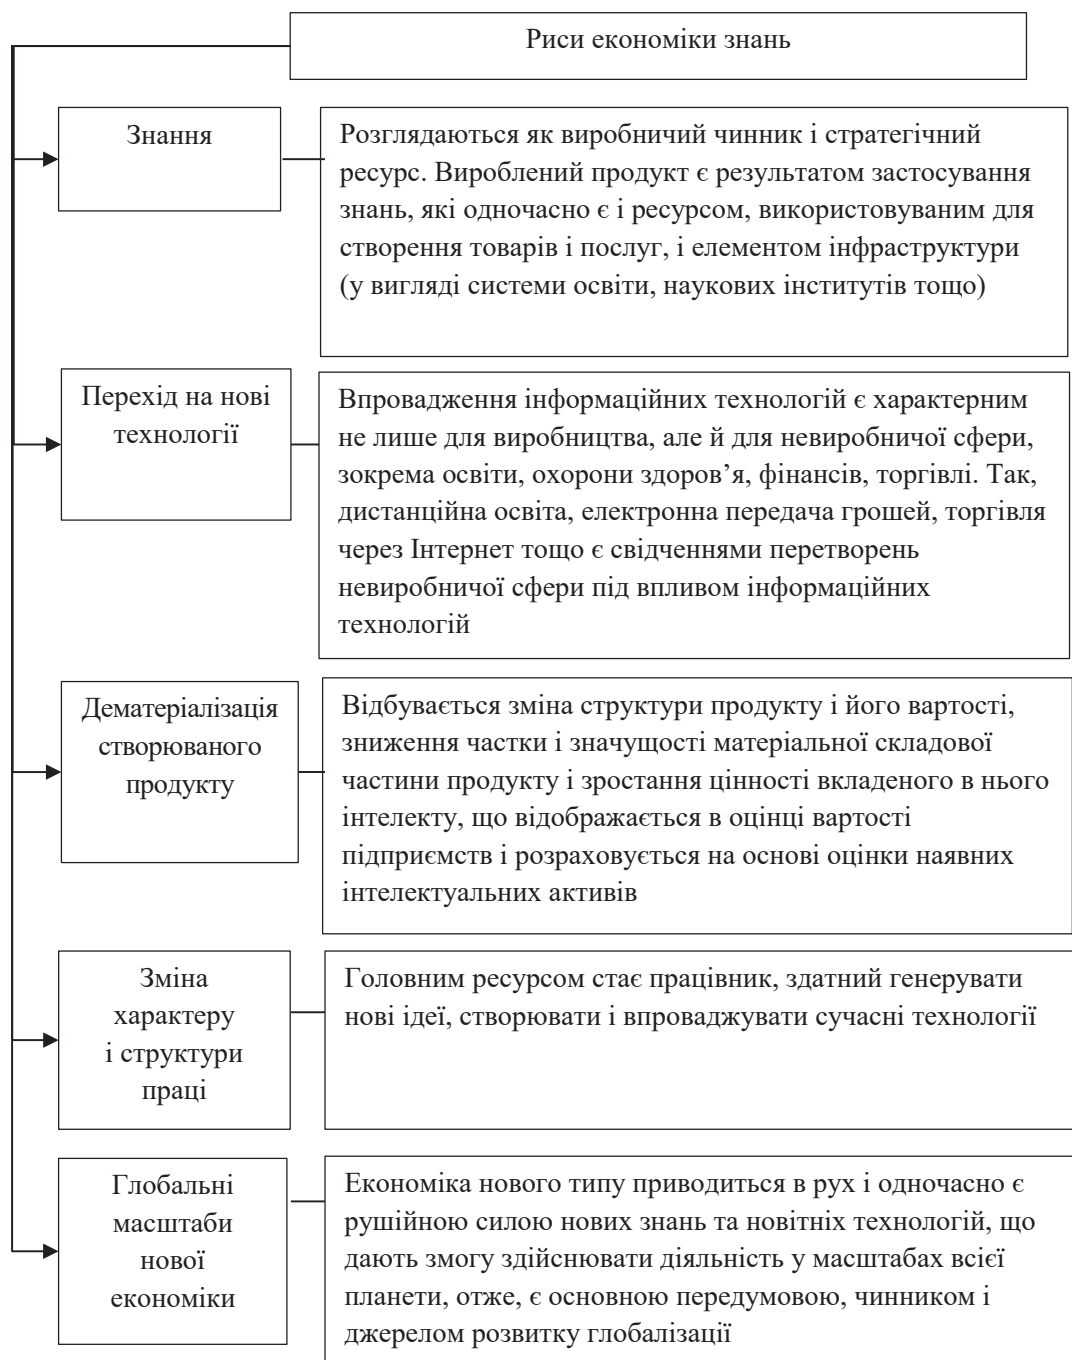 Риси економіки знань
Знання
Розглядаються як виробничий чинник і стратегічний
ресурс. Вироблений продукт є результатом застосування
знань, які одночасно є і ресурсом, використовуваним для
створення товарів і послуг, і елементом інфраструктури
(у вигляді системи освіти, наукових інститутів тощо)
Перехід на нові
технології
Впровадження інформаційних технологій є характерним
не лише для виробництва, але й для невиробничої сфери,
зокрема освіти, охорони здоров’я, фінансів, торгівлі. Так,
дистанційна освіта, електронна передача грошей, торгівля
через Інтернет тощо є свідченнями перетворень
невиробничої сфери під впливом інформаційних
технологій
Дематеріалізація
створюваного
продукту
Відбувається зміна структури продукту і його вартості,
зниження частки і значущості матеріальної складової
частини продукту і зростання цінності вкладеного в нього
інтелекту, що відображається в оцінці вартості
підприємств і розраховується на основі оцінки наявних
інтелектуальних активів
Зміна
характеру
і структури
праці
Головним ресурсом стає працівник, здатний генерувати
нові ідеї, створювати і впроваджувати сучасні технології
Глобальні
масштаби
нової
економіки
Економіка нового типу приводиться в рух і одночасно є
рушійною силою нових знань та новітніх технологій, що
дають змогу здійснювати діяльність у масштабах всієї
планети, отже, є основною передумовою, чинником і
джерелом розвитку глобалізації